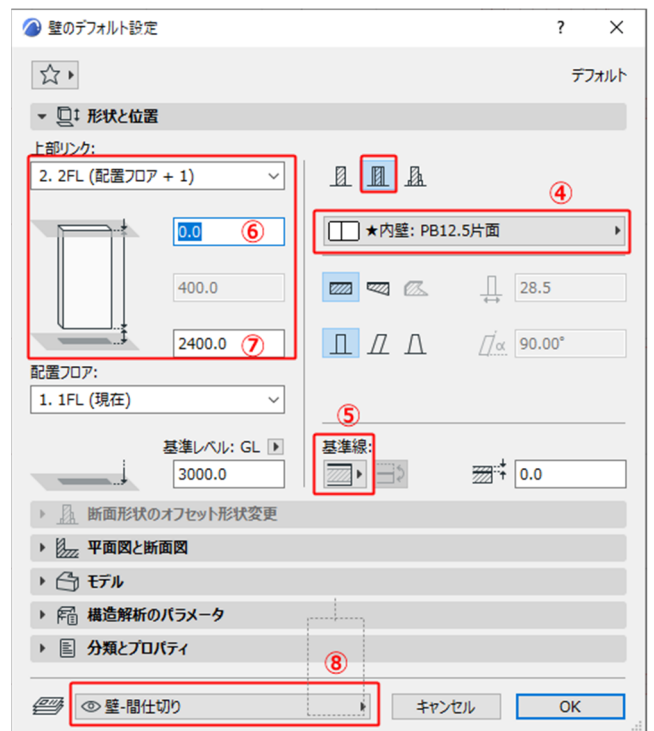 壁のデフォルト設定
?
デフォルト
形状と位置
上部リンク:
2. 2FL (配置フロア + 1)
④
0.0 ⑥
★内壁: PB12.5片面
400.0
28.5
2400.0 ⑦
α 90.00°
配置フロア:
1. 1FL (現在)
⑤
基準レベル: GL
基準線:
3000.0
0.0
断面形状のオフセット形状変更
平面図と断面図
モデル
構造解析のパラメータ
分類とプロパティ
⑧
壁-間仕切り
キャンセル
OK